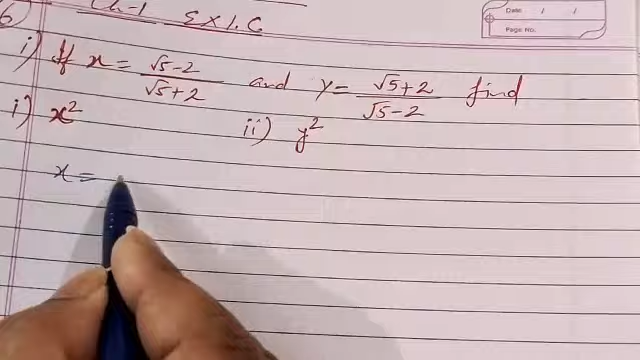 Ch-1 Ex 1.C
Date / /
Page No.
6)
i) If x = √5-2/√5+2 and y = √5+2/√5-2 find
i) x² ii) y²
x =